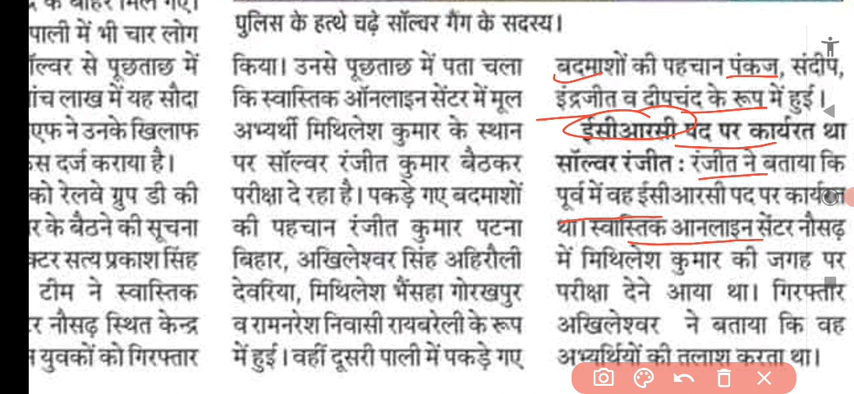 के बाहर मिल गए।
पाली में भी चार लोग
ॉल्वर से पूछताछ में
ांच लाख में यह सौदा
एफ ने उनके खिलाफ
दर्ज कराया है।
को रेलवे ग्रुप डी की
र के बैठने की सूचना
क्टर सत्य प्रकाश सिंह
टीम ने स्वास्तिक
र नौसढ़ स्थित केन्द्र
युवकों को गिरफ्तार
पुलिस के हत्थे चढ़े सॉल्वर गैंग के सदस्य।
किया। उनसे पूछताछ में पता चला
कि स्वास्तिक ऑनलाइन सेंटर में मूल
अभ्यर्थी मिथिलेश कुमार के स्थान
पर सॉल्वर रंजीत कुमार बैठकर
परीक्षा दे रहा है। पकड़े गए बदमाशों
की पहचान रंजीत कुमार पटना
बिहार, अखिलेश्वर सिंह अहिरौली
देवरिया, मिथिलेश भैंसहा गोरखपुर
व रामनरेश निवासी रायबरेली के रूप
में हुई। वहीं दूसरी पाली में पकड़े गए
बदमाशों की पहचान पंकज, संदीप,
इंद्रजीत व दीपचंद के रूप में हुई।
ईसीआरसी पद पर कार्यरत था
सॉल्वर रंजीत : रंजीत ने बताया कि
पूर्व में वह ईसीआरसी पद पर कार्यरत
था। स्वास्तिक आनलाइन सेंटर नौसढ़
में मिथिलेश कुमार की जगह पर
परीक्षा देने आया था। गिरफ्तार
अखिलेश्वर ने बताया कि वह
अभ्यर्थियों की तलाश करता था।